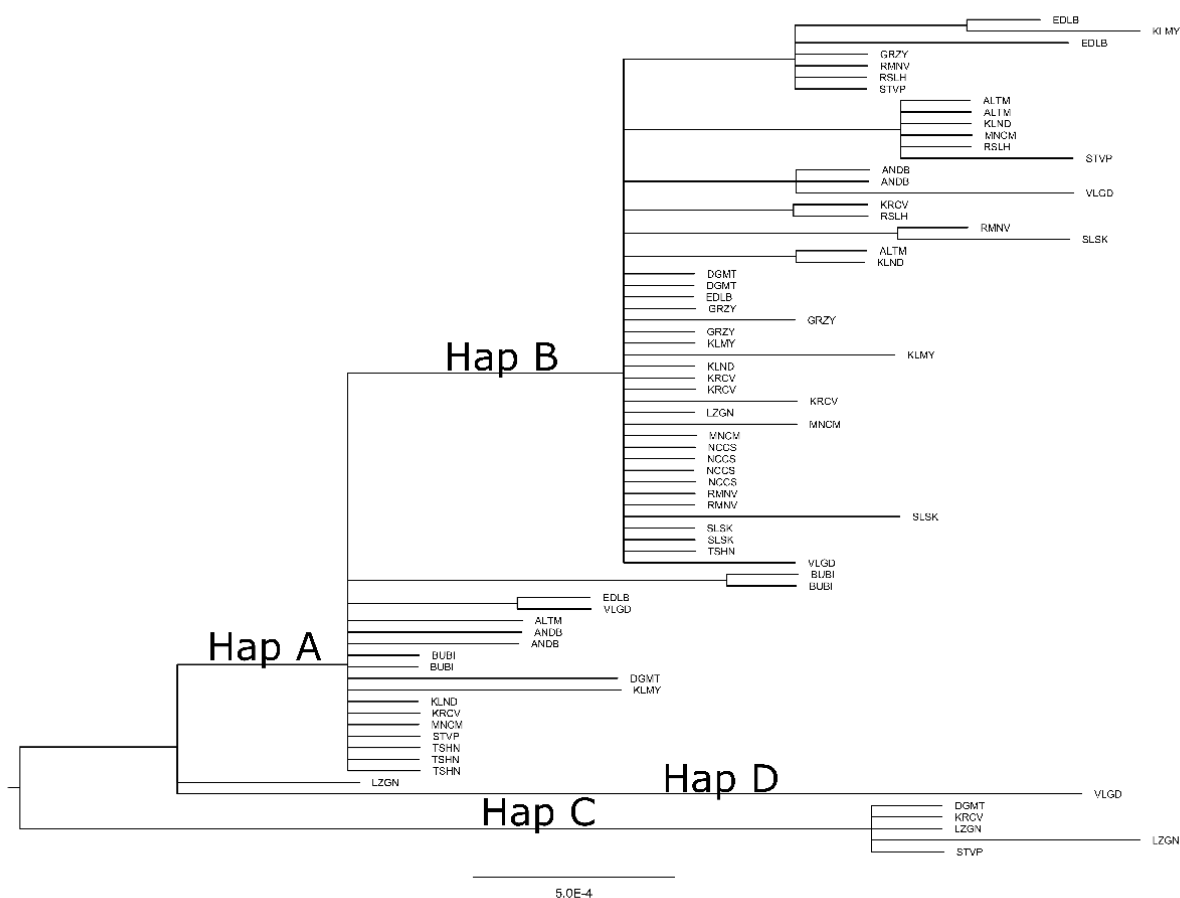 EDLB
KLMY
EDLB
GRZY
RMNV
RSLH
STVP
ALTM
ALTM
KLND
MNCM
RSLH
STVP
ANDB
ANDB
VLGD
KRCV
RSLH
RMNV
SLSK
ALTM
KLND
DGMT
DGMT
EDLB
GRZY
GRZY
GRZY
KLMY
Hap B
KLMY
KLND
KRCV
KRCV
KRCV
LZGN
MNCM
MNCM
NCCS
NCCS
NCCS
NCCS
RMNV
RMNV
SLSK
SLSK
SLSK
TSHN
VLGD
BUBI
BUBI
EDLB
VLGD
ALTM
ANDB
ANDB
Hap A
BUBI
BUBI
DGMT
KLMY
KLND
KRCV
MNCM
STVP
TSHN
TSHN
TSHN
LZGN
Hap D
VLGD
Hap C
DGMT
KRCV
LZGN
LZGN
STVP
5.0E-4